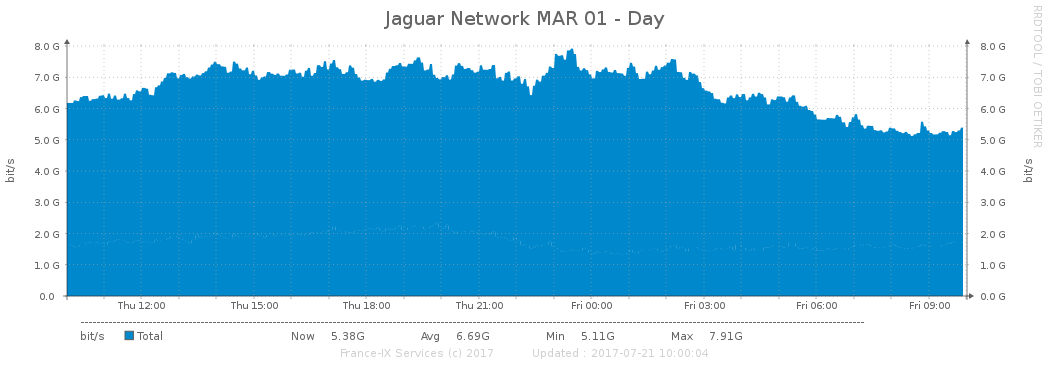 Jaguar Network MAR 01 - Day
RRDTOOL / TOBI OETIKER
bit/s
8.0 G 8.0 G
7.0 G 7.0 G
6.0 G 6.0 G
5.0 G 5.0 G
4.0 G 4.0 G
3.0 G 3.0 G
2.0 G 2.0 G
1.0 G 1.0 G
0.0 0.0 G
bit/s
Thu 12:00 Thu 15:00 Thu 18:00 Thu 21:00 Fri 00:00 Fri 03:00 Fri 06:00 Fri 09:00
bit/s Total Now 5.38G Avg 6.69G Min 5.11G Max 7.91G
France-IX Services (c) 2017 Updated : 2017-07-21 10:00:04